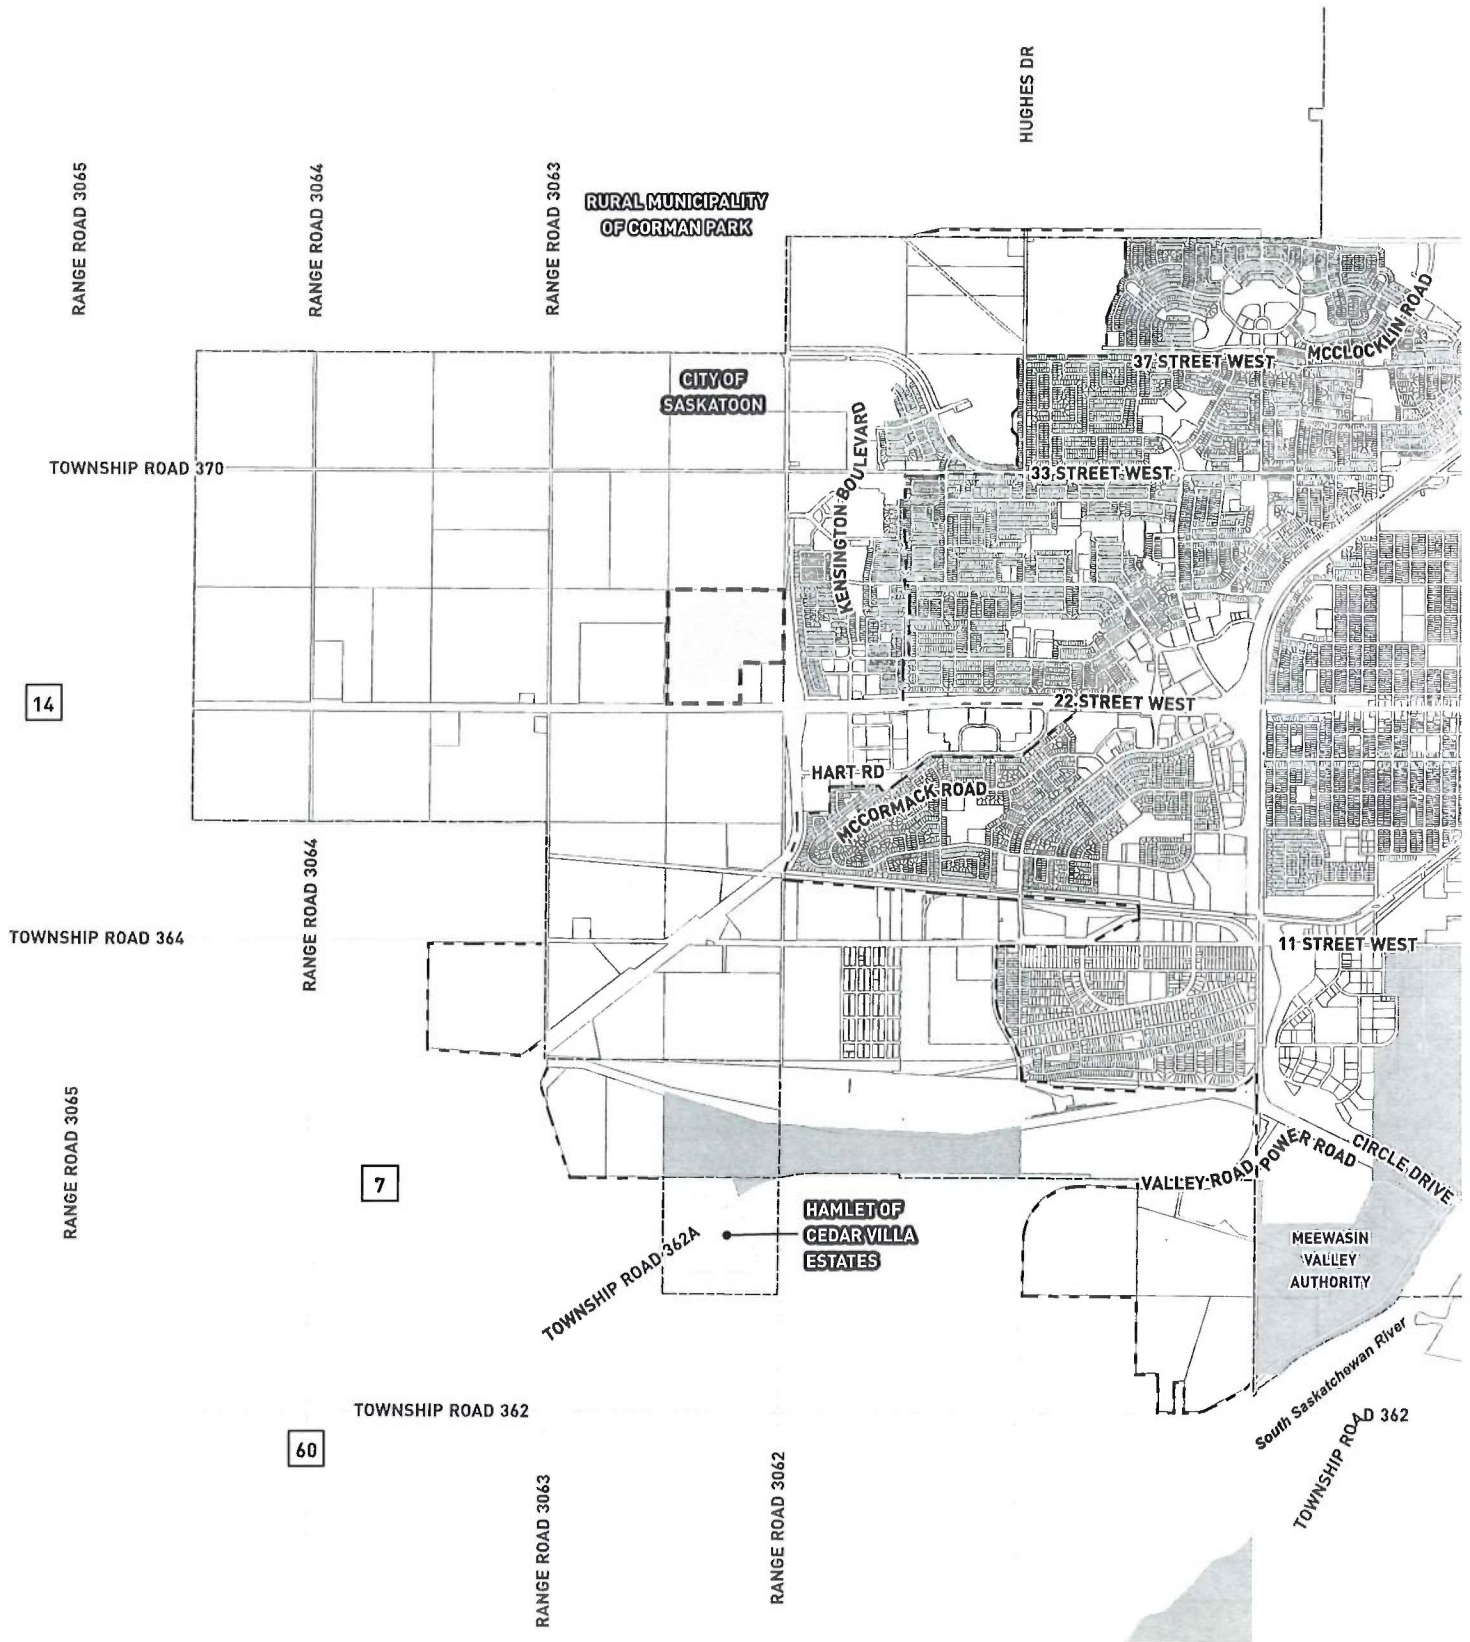 HUGHES DR
RANGE ROAD 3065
RANGE ROAD 3064
RANGE ROAD 3063
RURAL MUNICIPALITY
OF CORMAN PARK
MCCLOCKLIN ROAD
37 STREET WEST
CITY OF
SASKATOON
KENSINGTON BOULEVARD
TOWNSHIP ROAD 370
33 STREET WEST
14
22 STREET WEST
HART RD
MCCORMACK ROAD
RANGE ROAD 3064
TOWNSHIP ROAD 364
11 STREET WEST
RANGE ROAD 3065
7
VALLEY ROAD
POWER ROAD
CIRCLE DRIVE
HAMLET OF
CEDAR VILLA
ESTATES
TOWNSHIP ROAD 362A
MEEWASIN
VALLEY
AUTHORITY
South Saskatchewan River
TOWNSHIP ROAD 362
TOWNSHIP ROAD 362
60
RANGE ROAD 3063
RANGE ROAD 3062